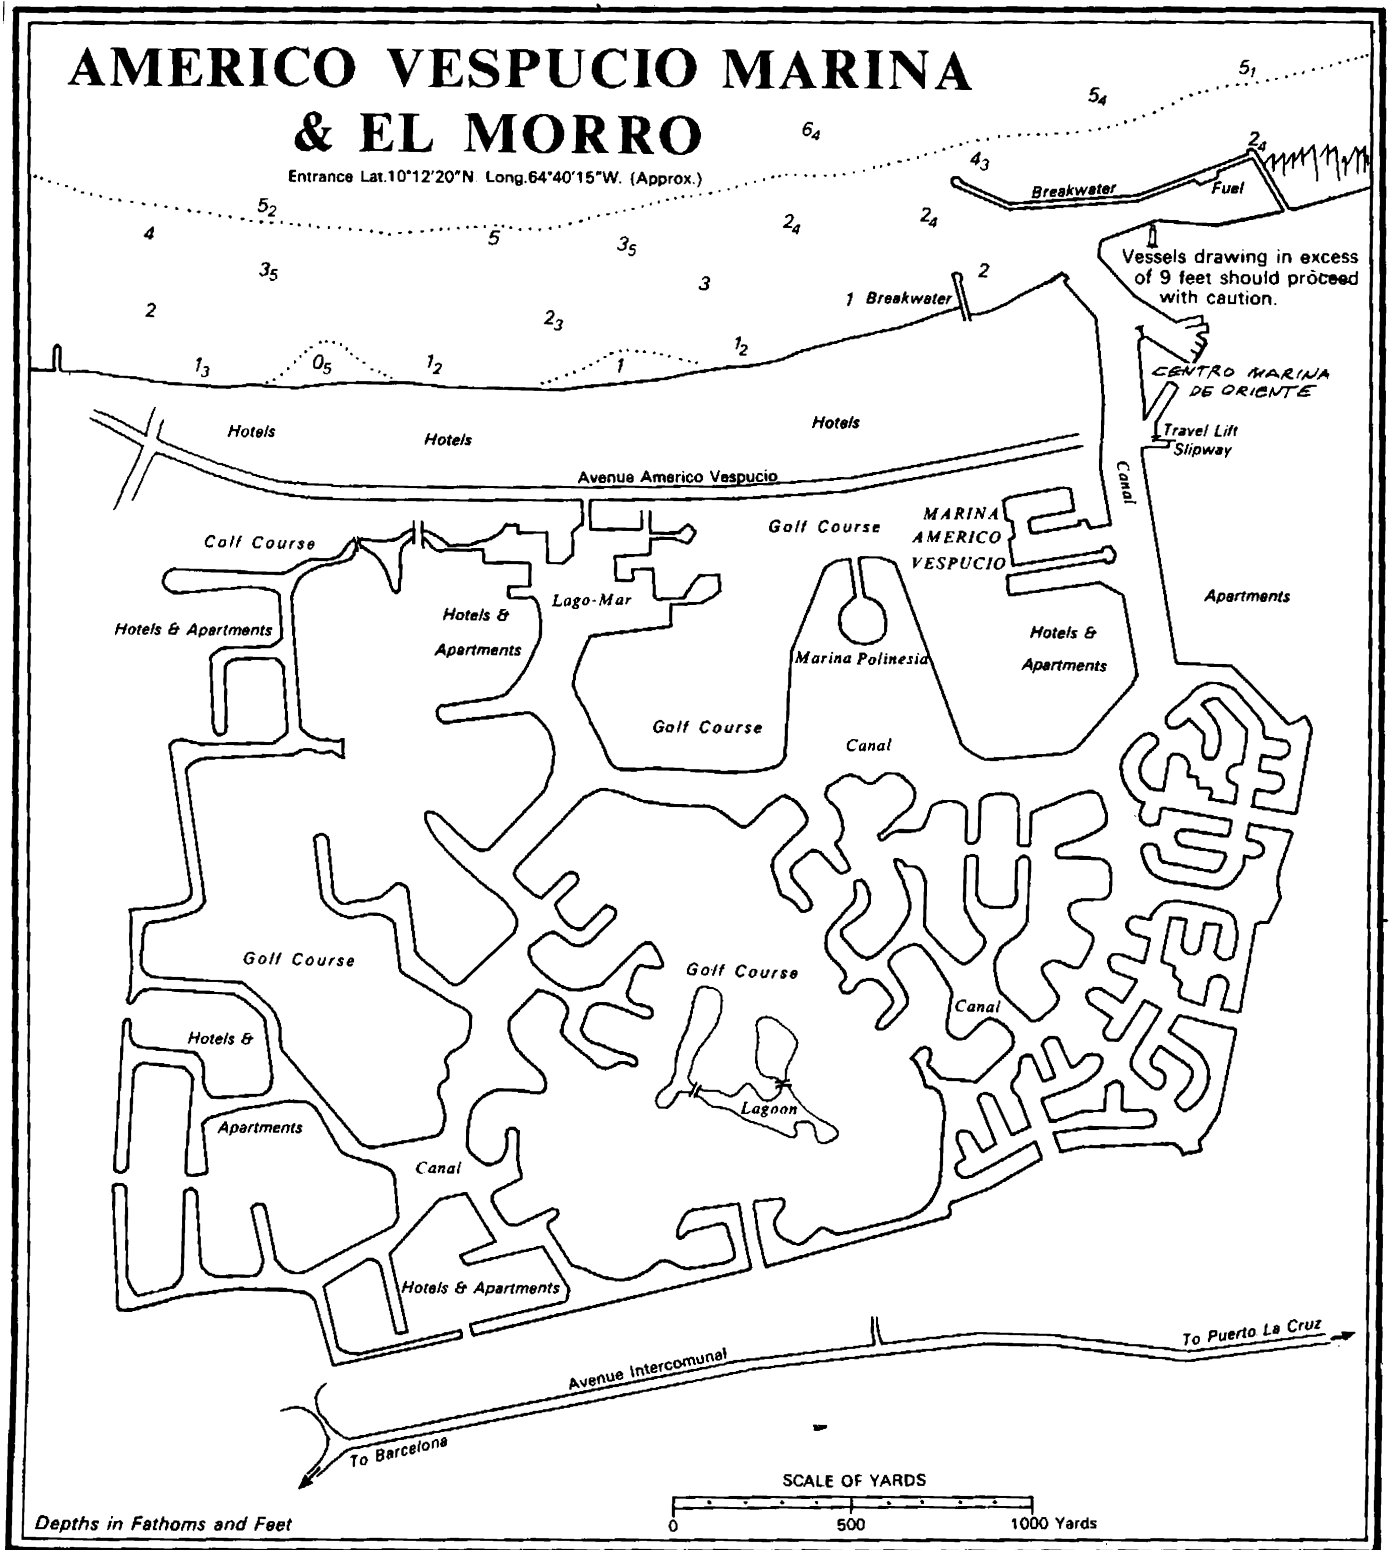 AMERICO VESPUCIO MARINA
& EL MORRO
Entrance Lat.10°12'20"N. Long.64°40'15"W. (Approx.)
5₁
5₄
6₄
4₃
2₄
Breakwater
Fuel
5₂
4
5
3₅
2₄
2₄
3₅
3
2
Vessels drawing in excess
of 9 feet should proceed
with caution.
2
2₃
1
Breakwater
1₃
0₅
1₂
1
1₂
CENTRO MARINA
DE ORIENTE
Hotels
Hotels
Hotels
Travel Lift
Slipway
Avenue Americo Vespucio
Canal
Golf Course
Golf Course
MARINA
AMERICO
VESPUCIO
Lago-Mar
Apartments
Hotels & Apartments
Hotels &
Apartments
Marina Polinesia
Hotels &
Apartments
Golf Course
Canal
Golf Course
Golf Course
Canal
Hotels &
Apartments
Lagoon
Canal
Hotels & Apartments
Avenue Intercomunal
To Puerto La Cruz
To Barcelona
SCALE OF YARDS
0 500 1000 Yards
Depths in Fathoms and Feet